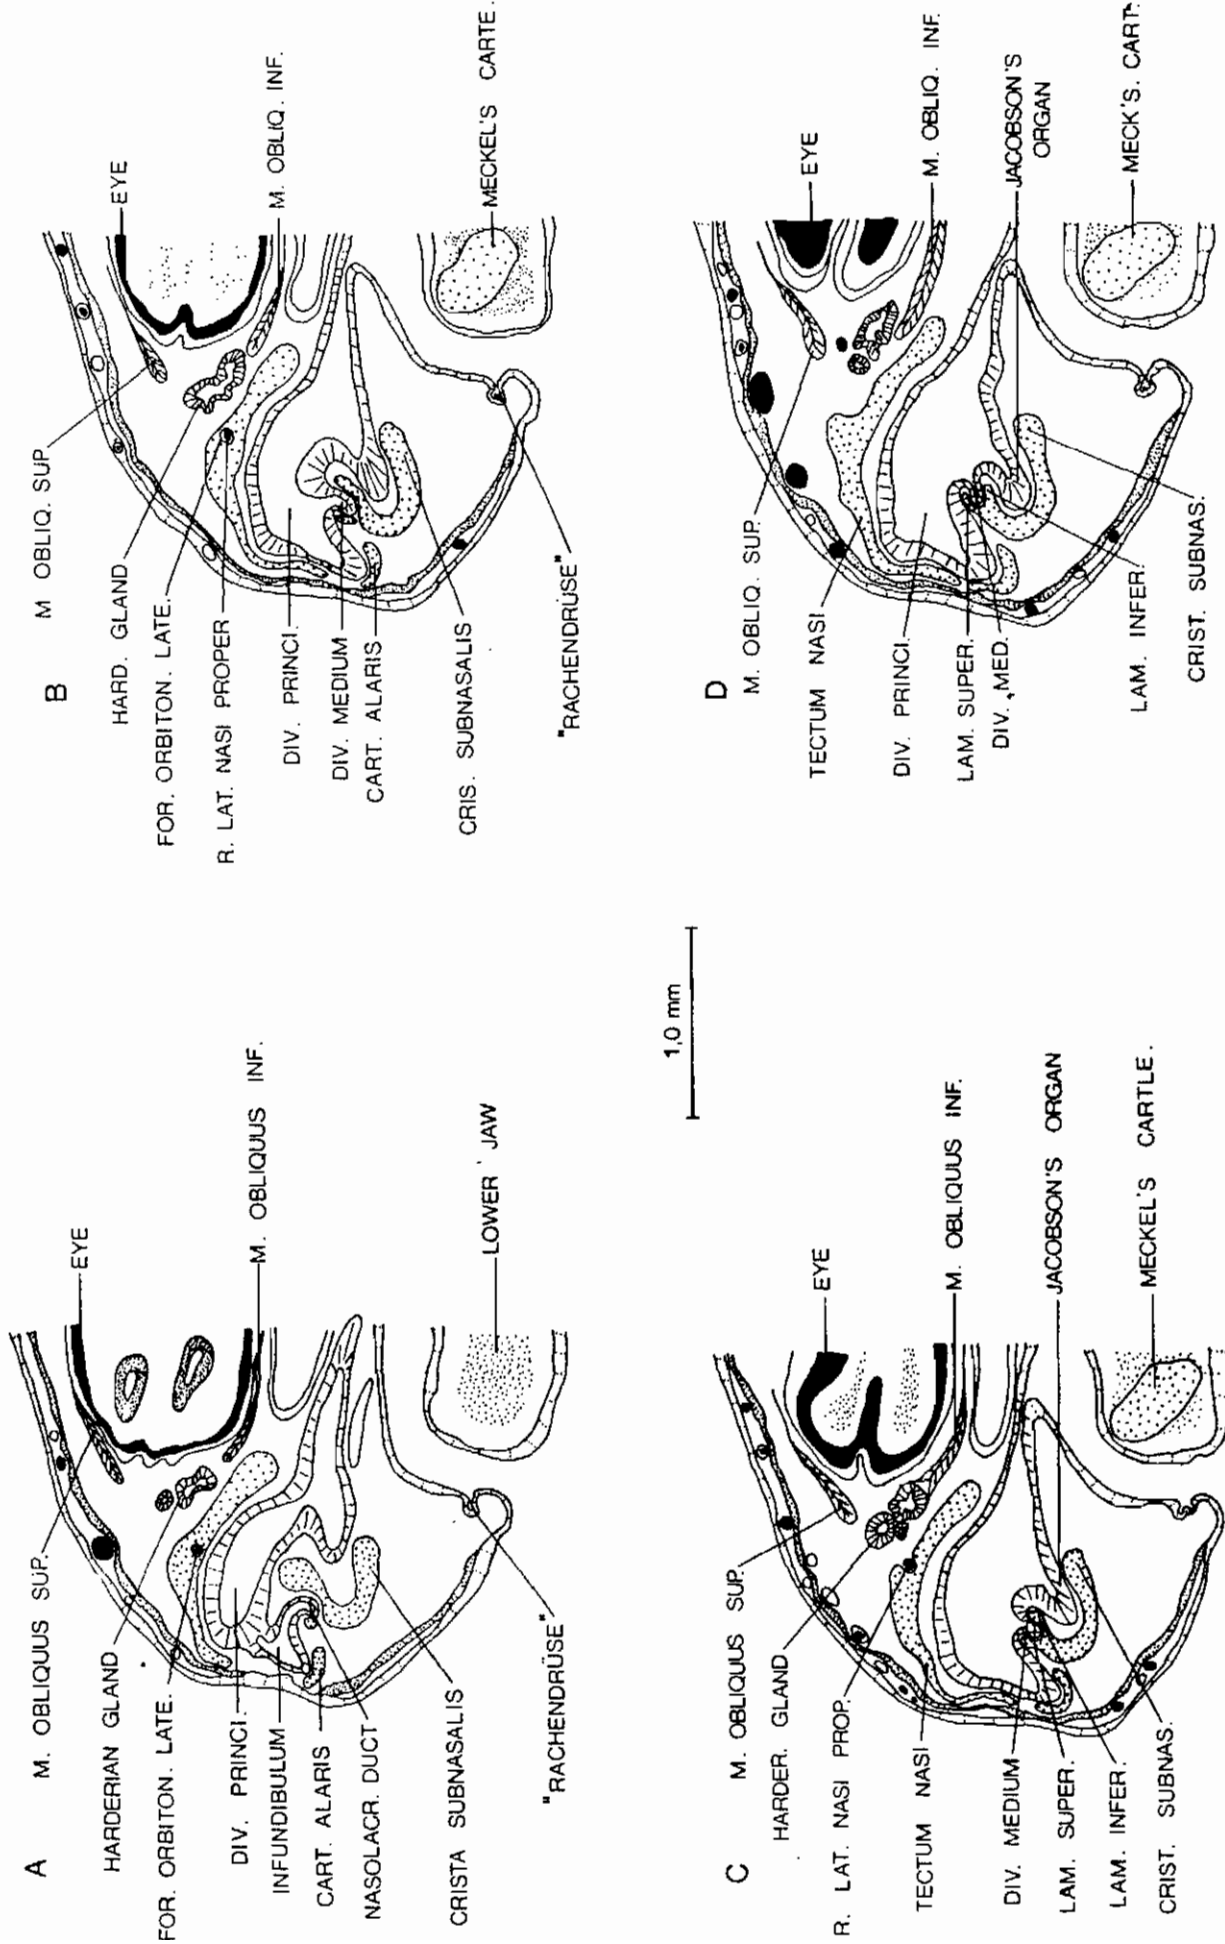 A
M. OBLIQUUS SUP.
HARDERIAN GLAND
FOR. ORBITON. LATE.
DIV. PRINCI.
INFUNDIBULUM
CART. ALARIS
NASOLACR. DUCT
CRISTA SUBNASALIS
"RACHENDRÜSE"
EYE
M. OBLIQUUS INF.
LOWER JAW
B
M OBLIQ. SUP.
HARD. GLAND
FOR. ORBITON. LATE.
R. LAT. NASI PROPER
DIV. PRINCI.
DIV. MEDIUM
CART. ALARIS
CRIS. SUBNASALIS
"RACHENDRÜSE"
EYE
M. OBLIQ. INF.
MECKEL'S CARTE.
1,0 mm
C
M. OBLIQUUS SUP.
HARDER. GLAND
R. LAT. NASI PROP.
TECTUM NASI
DIV. MEDIUM
LAM. SUPER.
LAM. INFER.
CRIST. SUBNAS.
EYE
M. OBLIQUUS INF.
JACOBSON'S ORGAN
MECKEL'S CARTLE.
D
M. OBLIQ. SUP.
TECTUM NASI
DIV. PRINCI.
LAM. SUPER.
DIV. MED.
LAM. INFER.
CRIST. SUBNAS.
EYE
M. OBLIQ. INF.
JACOBSON'S
ORGAN
MECK'S. CART.